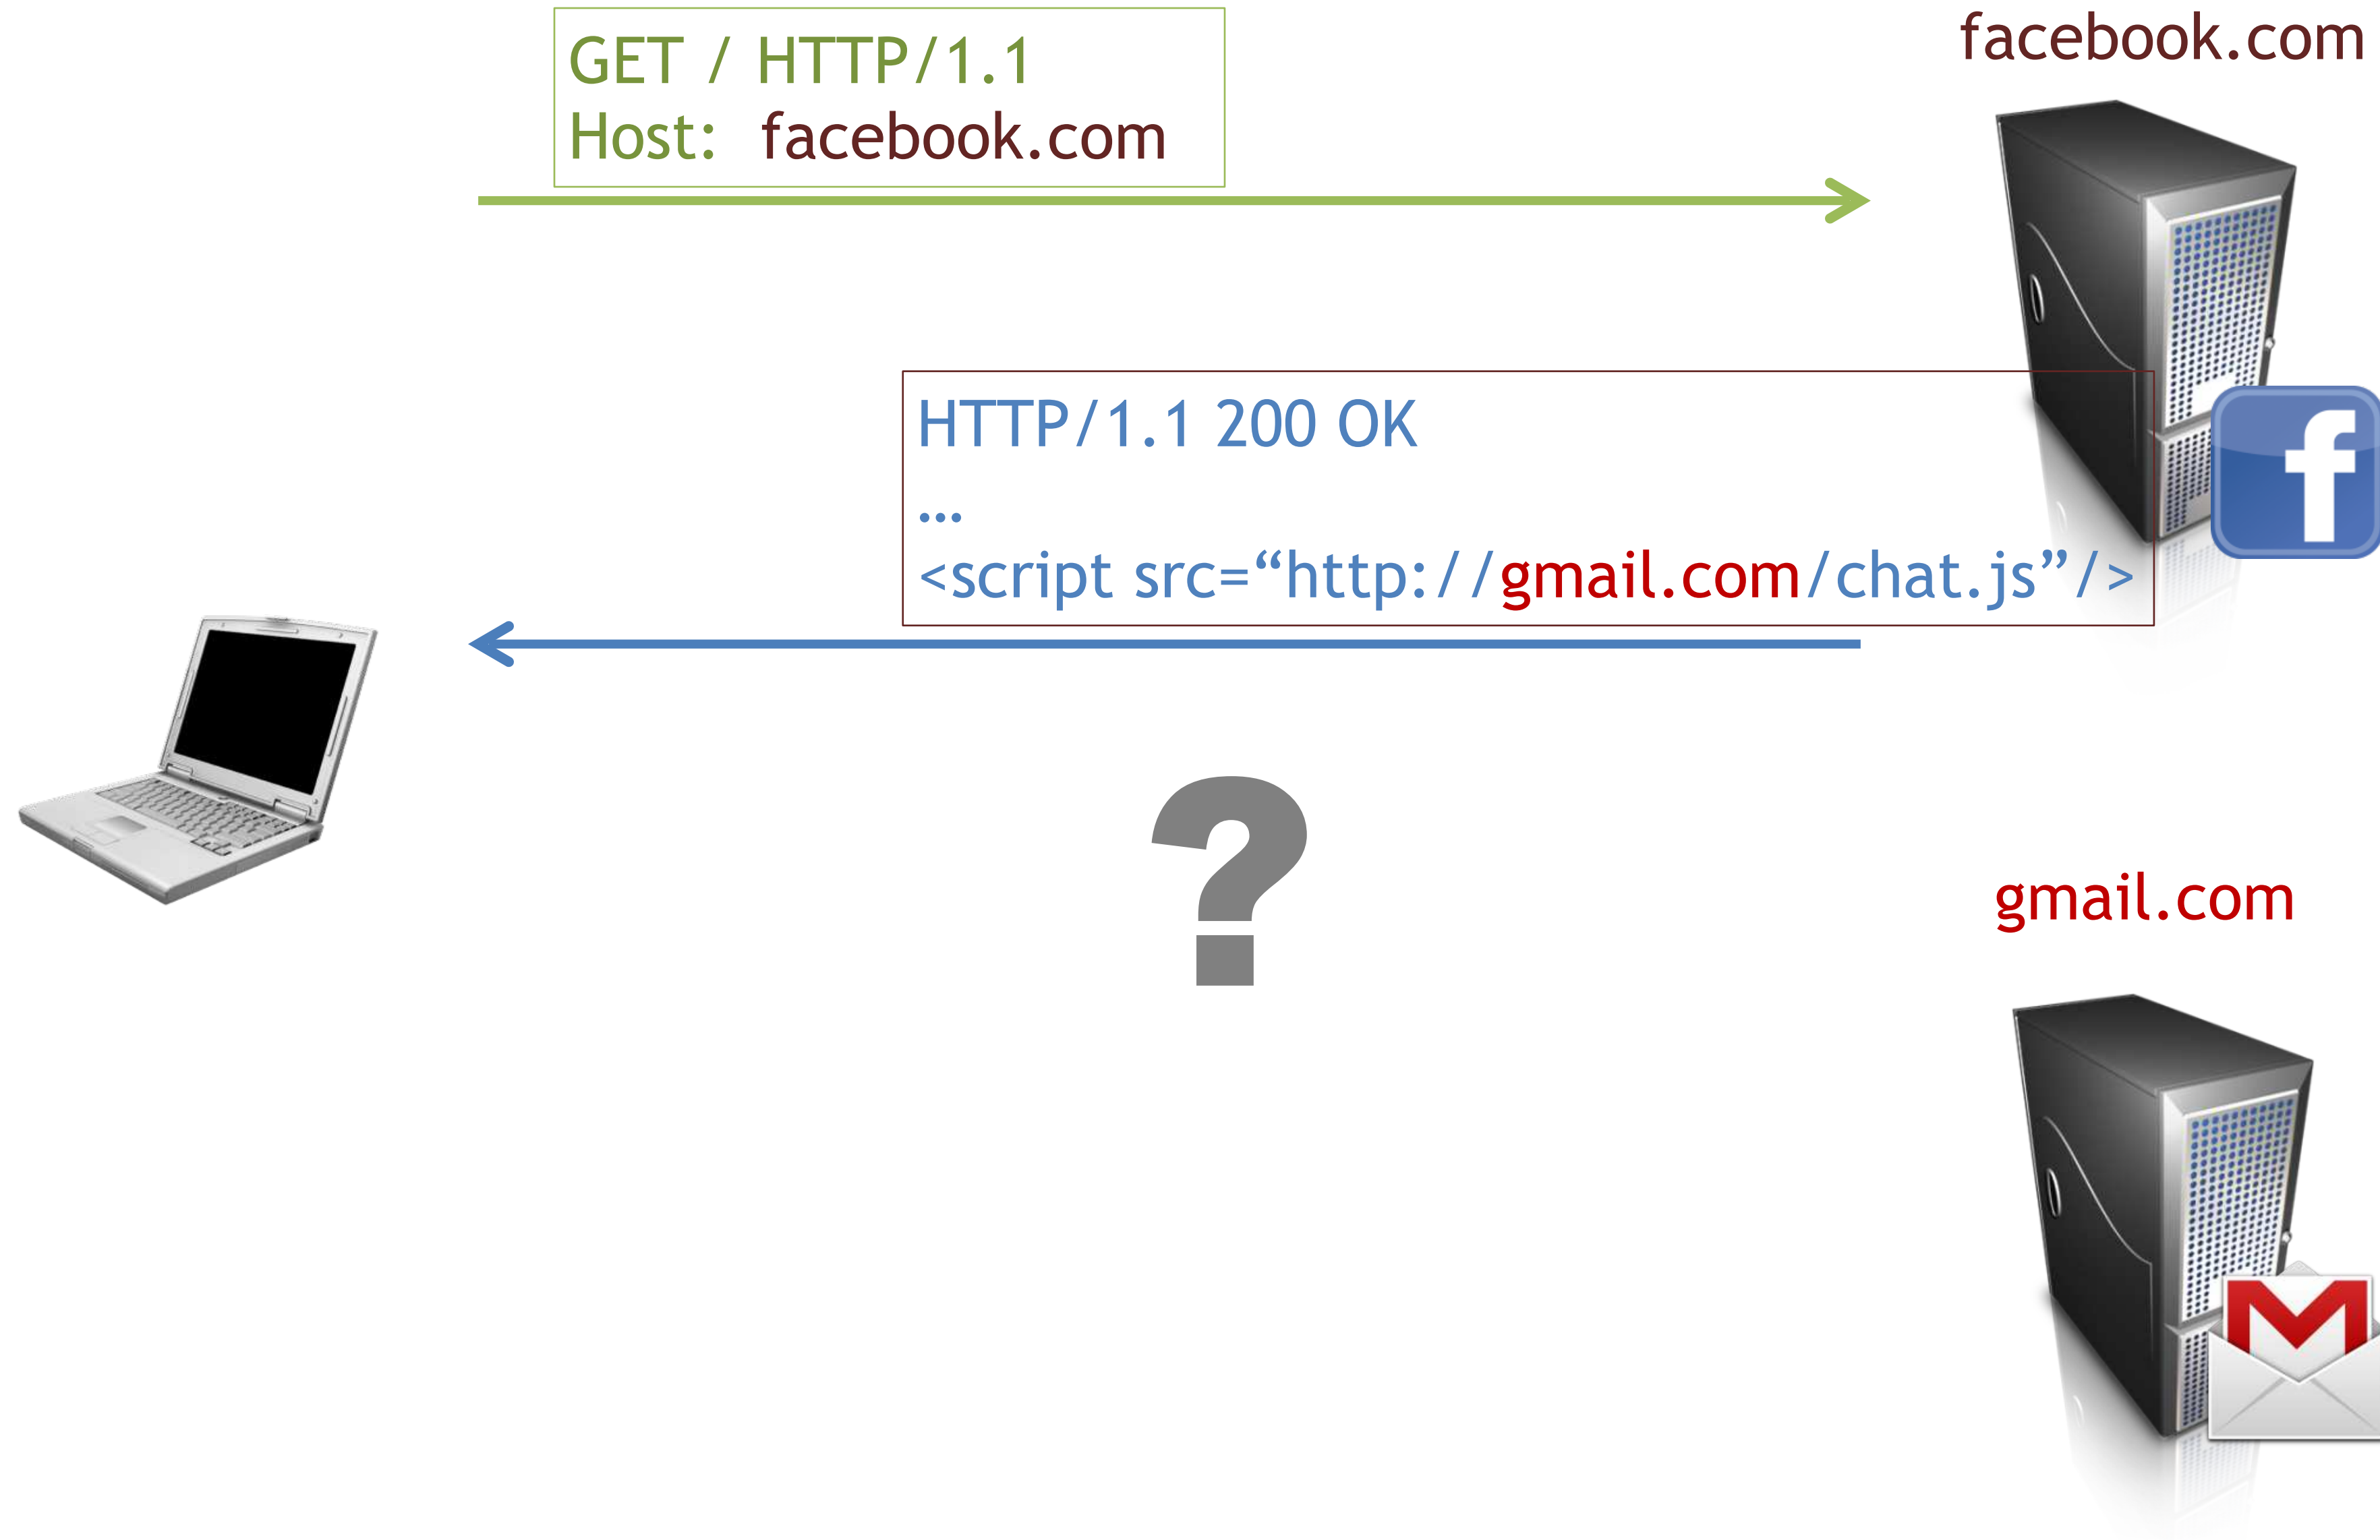 facebook.com
GET / HTTP/1.1
Host: facebook.com
HTTP/1.1 200 OK
…
<script src=“http://gmail.com/chat.js”/>
f
?
gmail.com
M